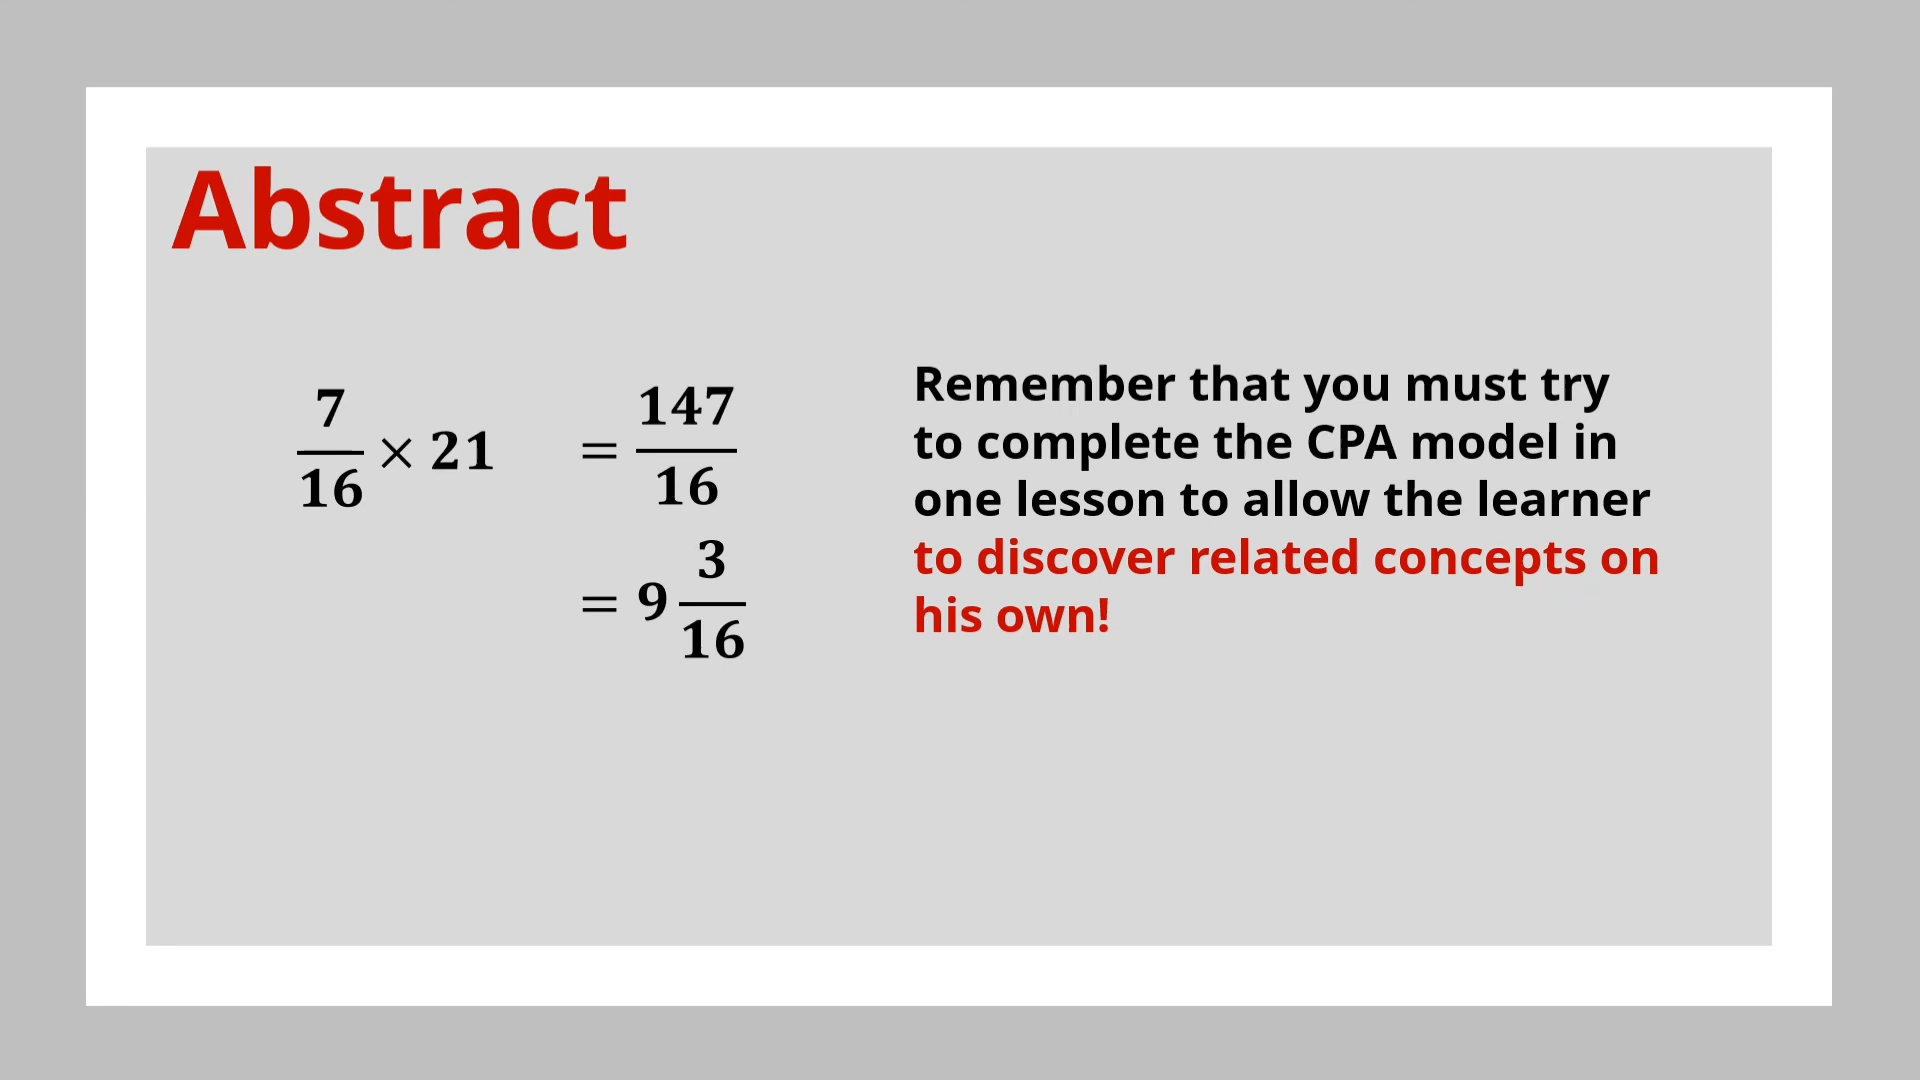 Abstract
7/16 × 21 = 147/16
= 9 3/16
Remember that you must try
to complete the CPA model in
one lesson to allow the learner
to discover related concepts on
his own!